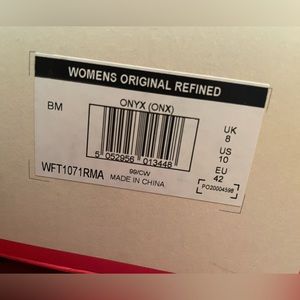 WOMENS ORIGINAL REFINED
BM
ONYX (ONX)
5 052956 013448
UK
8
US
10
EU
42
99/CW
WFT1071RMA
MADE IN CHINA
PO20004598